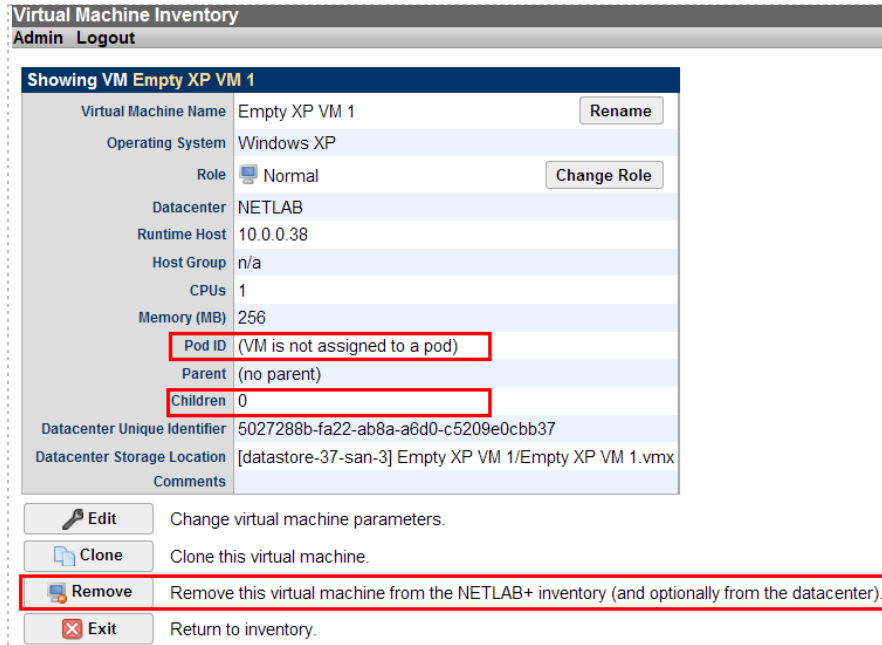 Virtual Machine Inventory
Admin Logout
Showing VM Empty XP VM 1
Virtual Machine Name Empty XP VM 1 Rename
Operating System Windows XP
Role Normal Change Role
Datacenter NETLAB
Runtime Host 10.0.0.38
Host Group n/a
CPUs 1
Memory (MB) 256
Pod ID (VM is not assigned to a pod)
Parent (no parent)
Children 0
Datacenter Unique Identifier 5027288b-fa22-ab8a-a6d0-c5209e0cbb37
Datacenter Storage Location [datastore-37-san-3] Empty XP VM 1/Empty XP VM 1.vmx
Comments
Edit Change virtual machine parameters.
Clone Clone this virtual machine.
Remove Remove this virtual machine from the NETLAB+ inventory (and optionally from the datacenter).
Exit Return to inventory.